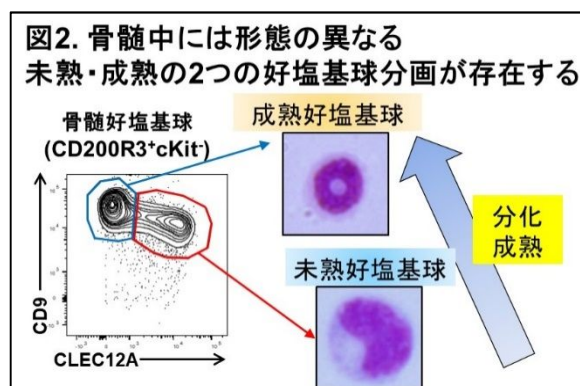 図2. 骨髄中には形態の異なる
未熟・成熟の2つの好塩基球分画が存在する
骨髄好塩基球
(CD200R3⁺cKit⁻)
成熟好塩基球
未熟好塩基球
分化
成熟
CD9
CLEC12A